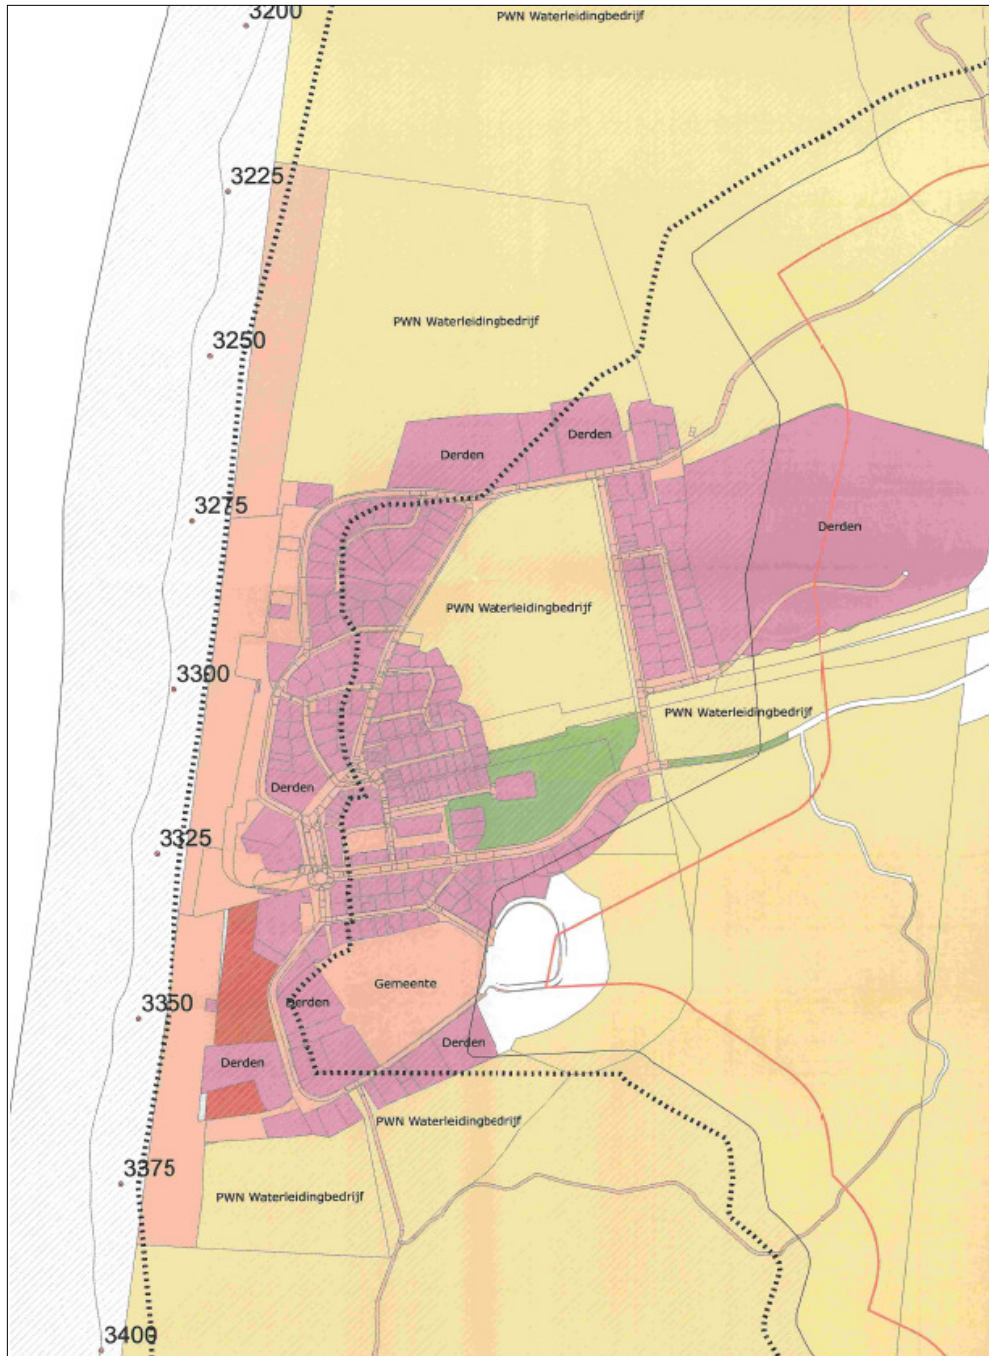 3200
PWN Waterleidingbedrijf
3225
PWN Waterleidingbedrijf
3250
Derden
Derden
3275
Derden
PWN Waterleidingbedrijf
3300
PWN Waterleidingbedrijf
Derden
3325
Gemeente
Derden
3350
Derden
Derden
PWN Waterleidingbedrijf
3375
PWN Waterleidingbedrijf
3400